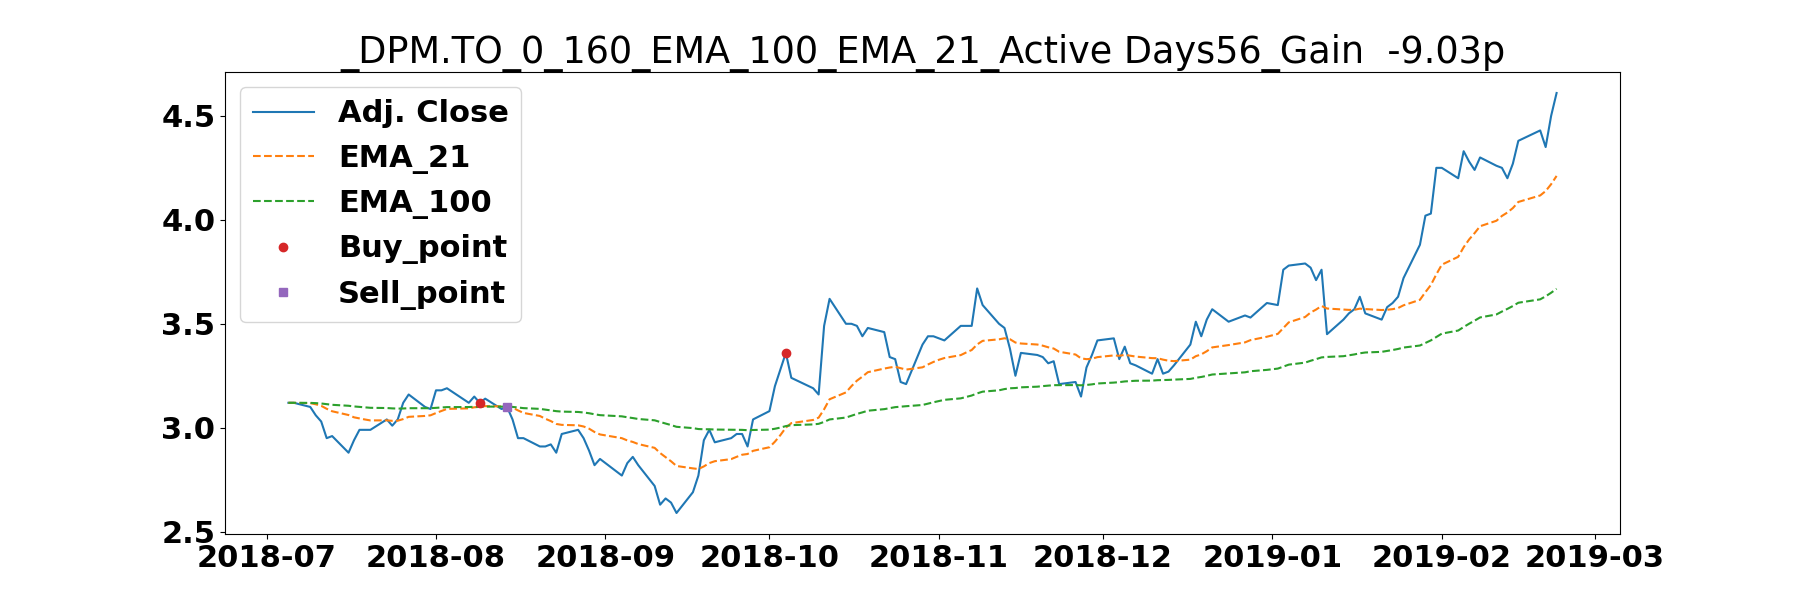 _DPM.TO_0_160_EMA_100_EMA_21_Active Days56_Gain  -9.03p
Adj. Close
EMA_21
EMA_100
Buy_point
Sell_point
4.5
4.0
3.5
3.0
2.5
2018-07 2018-08 2018-09 2018-10 2018-11 2018-12 2019-01 2019-02 2019-03